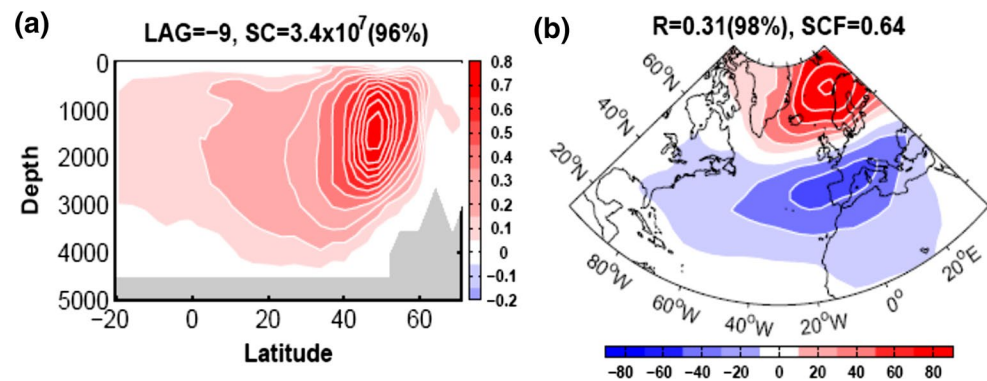 (a)
LAG=−9, SC=3.4x10⁷(96%)
Depth
0
1000
2000
3000
4000
5000
−20 0 20 40 60
Latitude
0.8
0.7
0.6
0.5
0.4
0.3
0.2
0.1
0
−0.1
−0.2
(b)
R=0.31(98%), SCF=0.64
60°N
40°N
20°N
80°W
60°W
40°W
20°W
0°
20°E
−80 −60 −40 −20 0 20 40 60 80